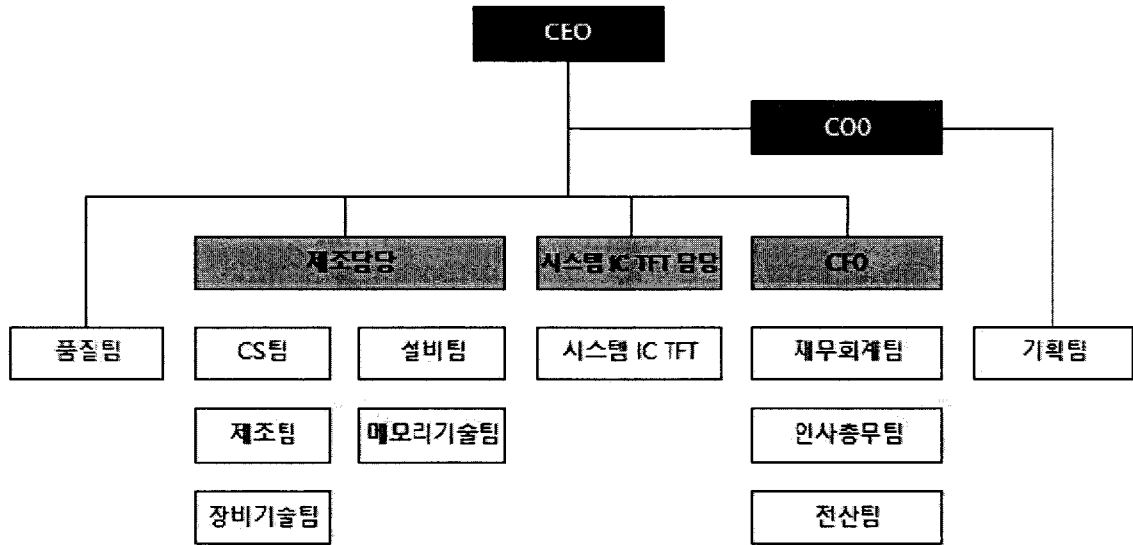 CEO
COO
제조담당
시스템 IC TFT 담당
CFO
품질팀
CS팀
설비팀
시스템 IC TFT
재무회계팀
기획팀
제조팀
메모리기술팀
인사총무팀
장비기술팀
전산팀